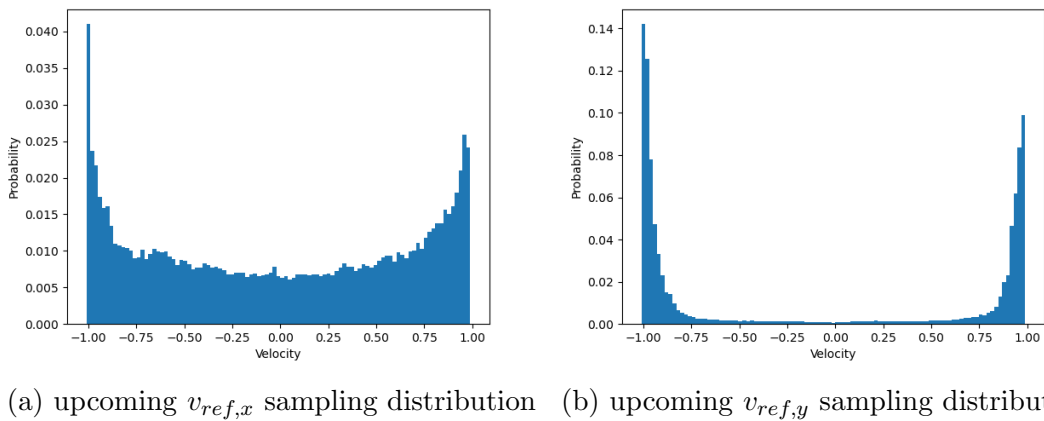 0.040
0.035
0.030
0.025
0.020
0.015
0.010
0.005
0.000
Probability
−1.00 −0.75 −0.50 −0.25 0.00 0.25 0.50 0.75 1.00
Velocity
0.14
0.12
0.10
0.08
0.06
0.04
0.02
0.00
Probability
−1.00 −0.75 −0.50 −0.25 0.00 0.25 0.50 0.75 1.00
Velocity
(a) upcoming v_{ref,x} sampling distribution
(b) upcoming v_{ref,y} sampling distribut